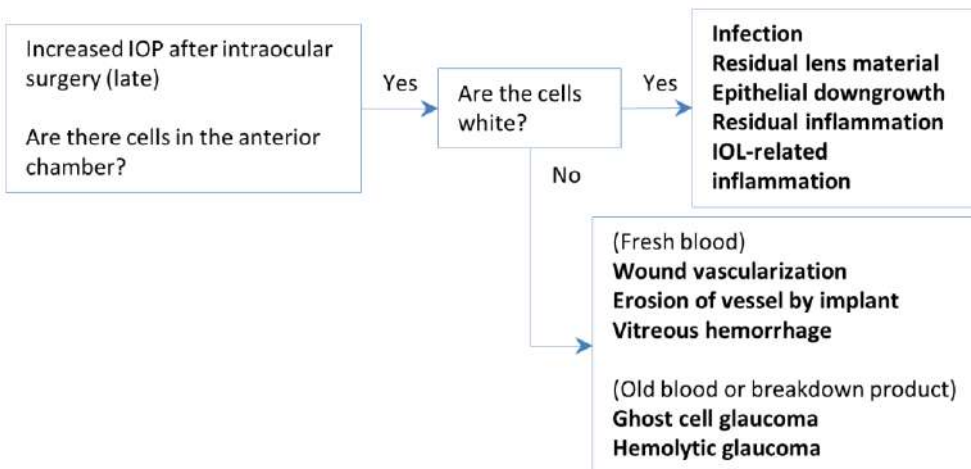 Increased IOP after intraocular
surgery (late)
Are there cells in the anterior
chamber?
Yes
Are the cells
white?
Yes
Infection
Residual lens material
Epithelial downgrowth
Residual inflammation
IOL-related
inflammation
No
(Fresh blood)
Wound vascularization
Erosion of vessel by implant
Vitreous hemorrhage
(Old blood or breakdown product)
Ghost cell glaucoma
Hemolytic glaucoma